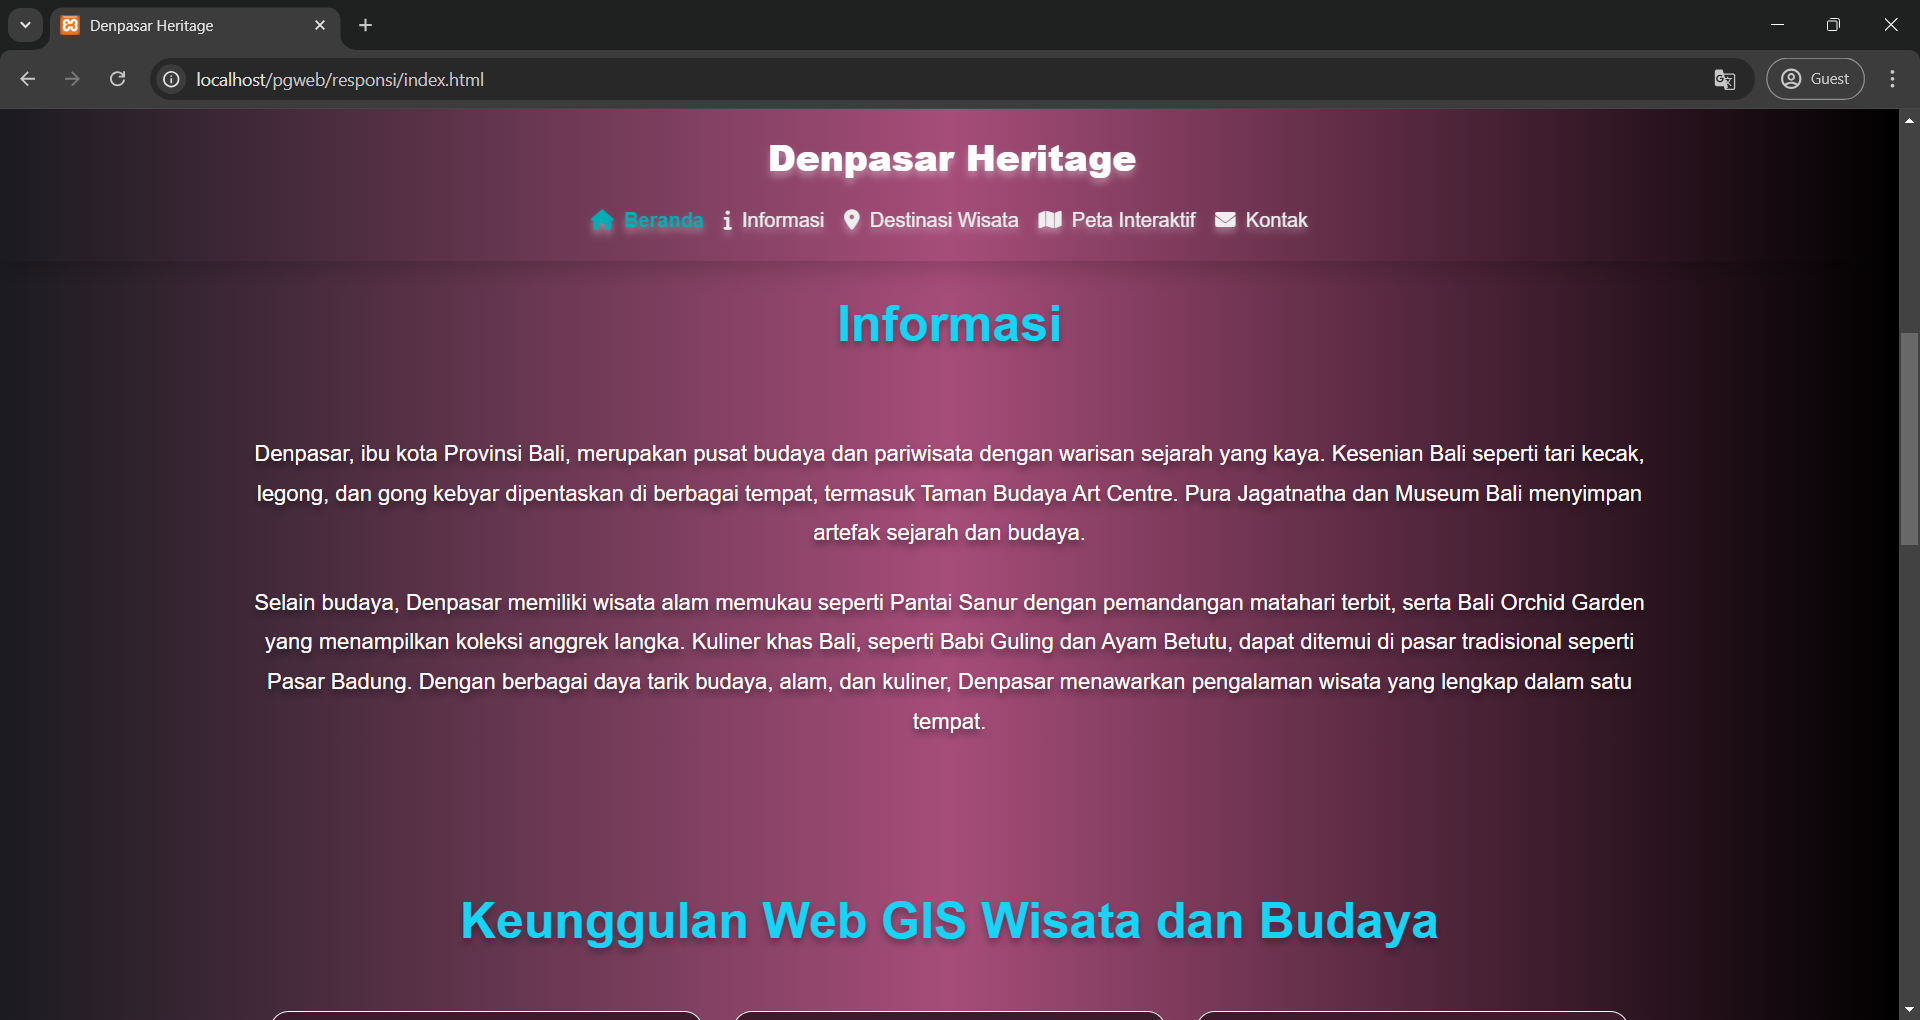 Denpasar Heritage
localhost/pgweb/responsi/index.html
Guest
Denpasar Heritage
Beranda Informasi Destinasi Wisata Peta Interaktif Kontak
Informasi
Denpasar, ibu kota Provinsi Bali, merupakan pusat budaya dan pariwisata dengan warisan sejarah yang kaya. Kesenian Bali seperti tari kecak,
legong, dan gong kebyar dipentaskan di berbagai tempat, termasuk Taman Budaya Art Centre. Pura Jagatnatha dan Museum Bali menyimpan
artefak sejarah dan budaya.
Selain budaya, Denpasar memiliki wisata alam memukau seperti Pantai Sanur dengan pemandangan matahari terbit, serta Bali Orchid Garden
yang menampilkan koleksi anggrek langka. Kuliner khas Bali, seperti Babi Guling dan Ayam Betutu, dapat ditemui di pasar tradisional seperti
Pasar Badung. Dengan berbagai daya tarik budaya, alam, dan kuliner, Denpasar menawarkan pengalaman wisata yang lengkap dalam satu
tempat.
Keunggulan Web GIS Wisata dan Budaya